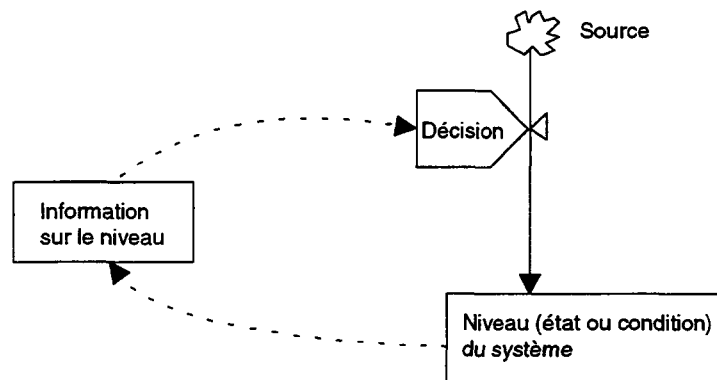 Source
Décision
Information
sur le niveau
Niveau (état ou condition)
du système